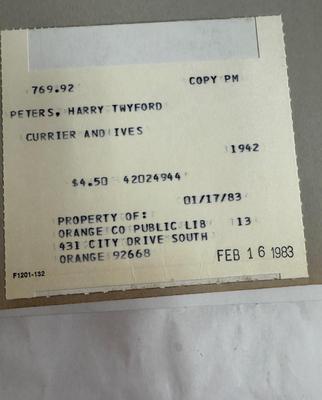 769.92 COPY PM
PETERS, HARRY TWYFORD
CURRIER AND IVES
1942
$4.50 42024944
01/17/83
PROPERTY OF:
ORANGE CO PUBLIC LIB 13
431 CITY DRIVE SOUTH
ORANGE 92668
FEB 16 1983
F1201-132